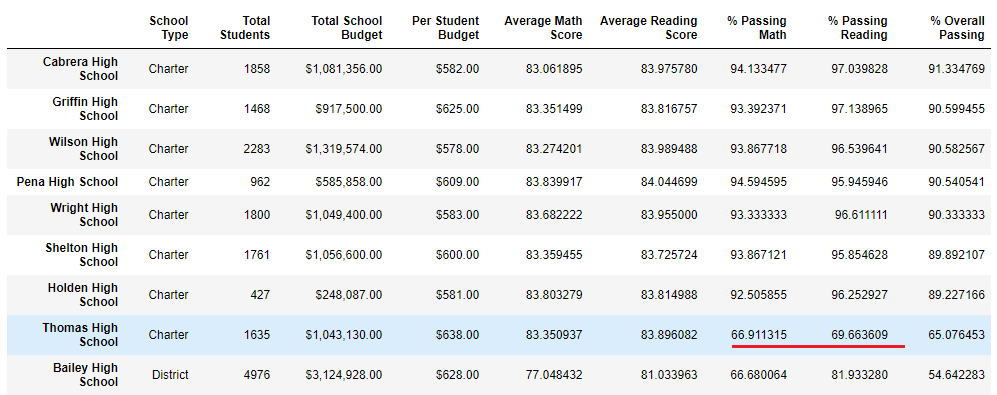 School Type Total Students Total School Budget Per Student Budget Average Math Score Average Reading Score % Passing Math % Passing Reading % Overall Passing
Cabrera High School Charter 1858 $1,081,356.00 $582.00 83.061895 83.975780 94.133477 97.039828 91.334769
Griffin High School Charter 1468 $917,500.00 $625.00 83.351499 83.816757 93.392371 97.138965 90.599455
Wilson High School Charter 2283 $1,319,574.00 $578.00 83.274201 83.989488 93.867718 96.539641 90.582567
Pena High School Charter 962 $585,858.00 $609.00 83.839917 84.044699 94.594595 95.945946 90.540541
Wright High School Charter 1800 $1,049,400.00 $583.00 83.682222 83.955000 93.333333 96.611111 90.333333
Shelton High School Charter 1761 $1,056,600.00 $600.00 83.359455 83.725724 93.867121 95.854628 89.892107
Holden High School Charter 427 $248,087.00 $581.00 83.803279 83.814988 92.505855 96.252927 89.227166
Thomas High School Charter 1635 $1,043,130.00 $638.00 83.350937 83.896082 66.911315 69.663609 65.076453
Bailey High School District 4976 $3,124,928.00 $628.00 77.048432 81.033963 66.680064 81.933280 54.642283